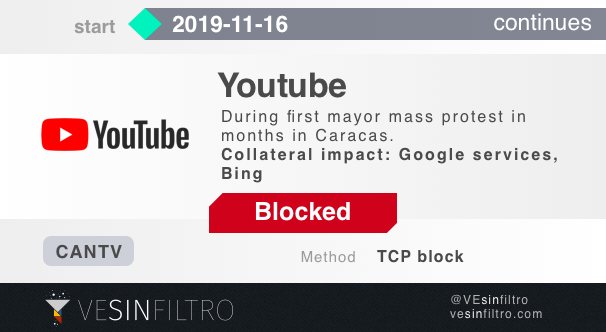 start 2019-11-16 continues
Youtube
YouTube
During first mayor mass protest in
months in Caracas.
Collateral impact: Google services,
Bing
Blocked
CANTV
Method TCP block
VESINFILTRO
@VEsinfiltro
vesinfiltro.com